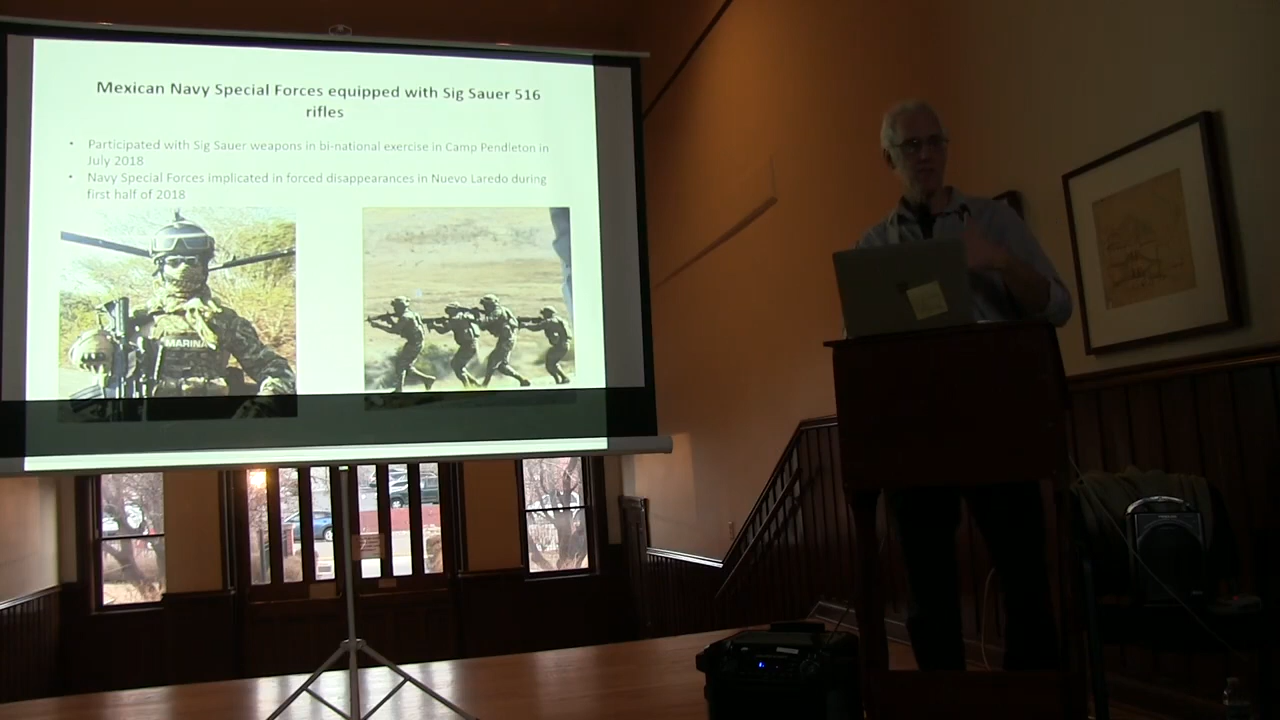 Mexican Navy Special Forces equipped with Sig Sauer 516
rifles
• Participated with Sig Sauer weapons in bi-national exercise in Camp Pendleton in
July 2018
• Navy Special Forces implicated in forced disappearances in Nuevo Laredo during
first half of 2018
MARINA